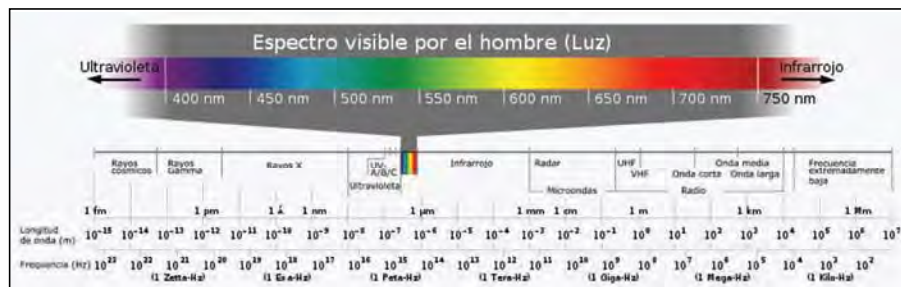 Espectro visible por el hombre (Luz)
Ultravioleta
Infrarrojo
400 nm 450 nm 500 nm 550 nm 600 nm 650 nm 700 nm 750 nm
Rayos cósmicos
Rayos Gamma
Rayos X
UV-A/B/C
Ultravioleta
Infrarrojo
Radar
Microondas
UHF
VHF
Onda corta
Onda media
Onda larga
Radio
Frecuencia extremadamente baja
1 fm 1 pm 1 Å 1 nm 1 μm 1 mm 1 cm 1 m 1 km 1 Mm
Longitud de onda (m) 10⁻¹⁵ 10⁻¹⁴ 10⁻¹³ 10⁻¹² 10⁻¹¹ 10⁻¹⁰ 10⁻⁹ 10⁻⁸ 10⁻⁷ 10⁻⁶ 10⁻⁵ 10⁻⁴ 10⁻³ 10⁻² 10⁻¹ 10⁰ 10¹ 10² 10³ 10⁴ 10⁵ 10⁶ 10⁷
Frequencia (Hz) 10²³ 10²² 10²¹ 10²⁰ 10¹⁹ 10¹⁸ 10¹⁷ 10¹⁶ 10¹⁵ 10¹⁴ 10¹³ 10¹² 10¹¹ 10¹⁰ 10⁹ 10⁸ 10⁷ 10⁶ 10⁵ 10⁴ 10³ 10²
(1 Zetta-Hz) (1 Exa-Hz) (1 Peta-Hz) (1 Tera-Hz) (1 Giga-Hz) (1 Mega-Hz) (1 Kilo-Hz)